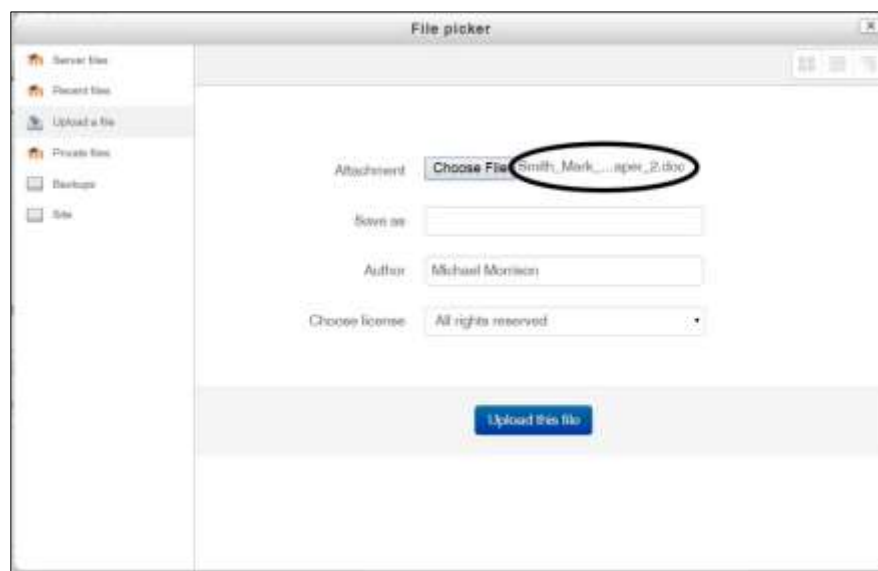 File picker
Server files
Recent files
Upload a file
Private files
Backups
Site
Attachment
Choose File Smith_Mark_...aper_2.doc
Save as
Author
Michael Morrison
Choose license
All rights reserved
Upload this file